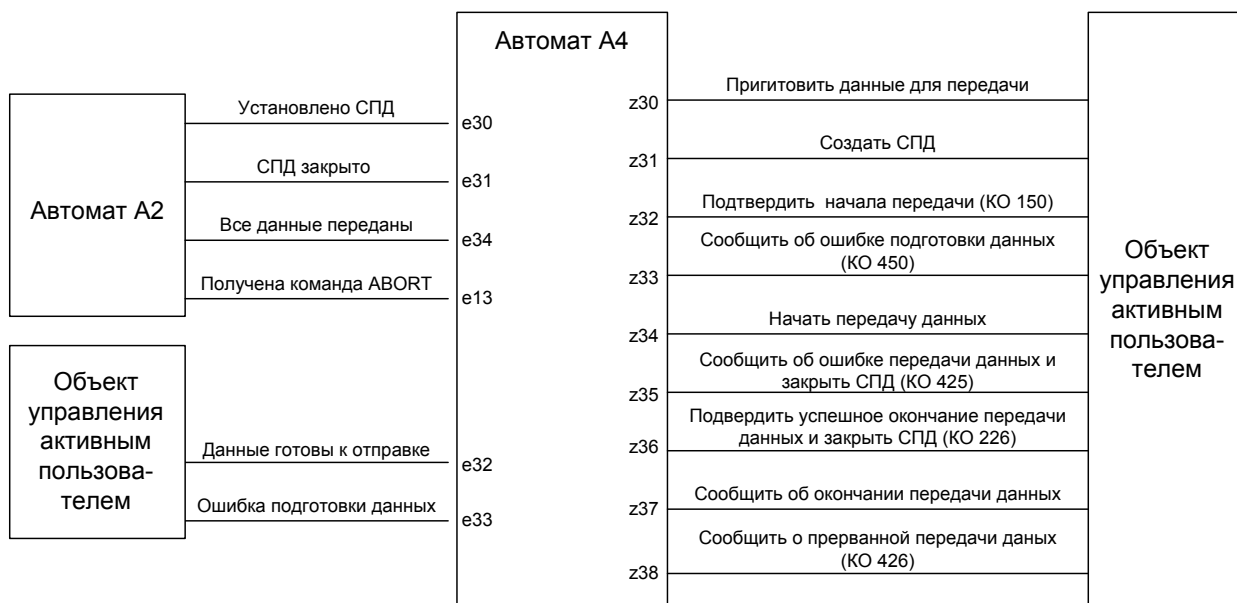 Автомат А4
Автомат А2
Установлено СПД
e30
СПД закрыто
e31
Все данные переданы
e34
Получена команда ABORT
e13
Объект
управления
активным
пользова-
телем
Данные готовы к отправке
e32
Ошибка подготовки данных
e33
z30
Пригитовить данные для передачи
z31
Создать СПД
z32
Подтвердить начала передачи (КО 150)
z33
Сообщить об ошибке подготовки данных
(КО 450)
z34
Начать передачу данных
z35
Сообщить об ошибке передачи данных и
закрыть СПД (КО 425)
z36
Подвердить успешное окончание передачи
данных и закрыть СПД (КО 226)
z37
Сообщить об окончании передачи данных
z38
Сообщить о прерванной передачи даных
(КО 426)
Объект
управления
активным
пользова-
телем